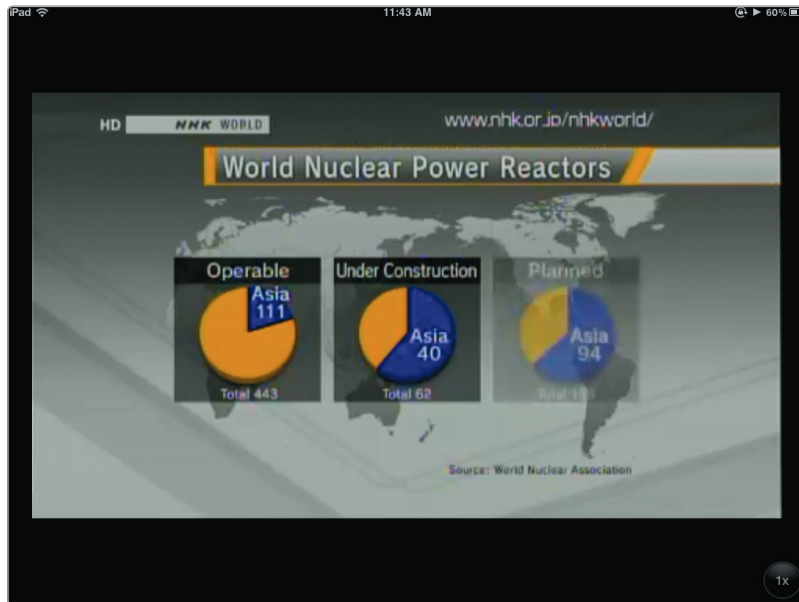 iPad 11:43 AM 60%
HD NHK WORLD www.nhk.or.jp/nhkworld/
World Nuclear Power Reactors
Operable Under Construction Planned
Asia 111
Asia 40
Asia 94
Total 443 Total 62 Total
Source: World Nuclear Association
1x